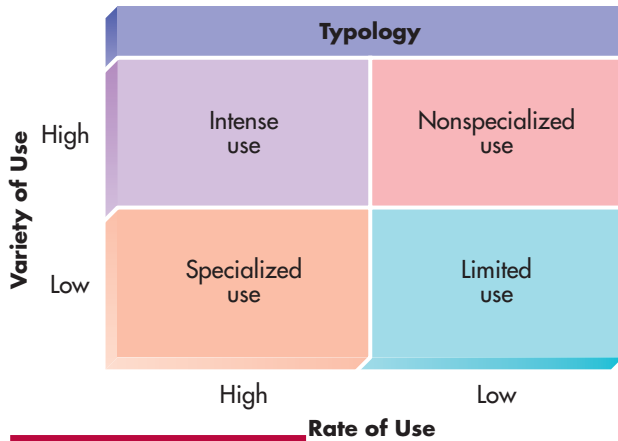 Typology
Variety of Use
High
Intense
use
Nonspecialized
use
Low
Specialized
use
Limited
use
High
Low
Rate of Use